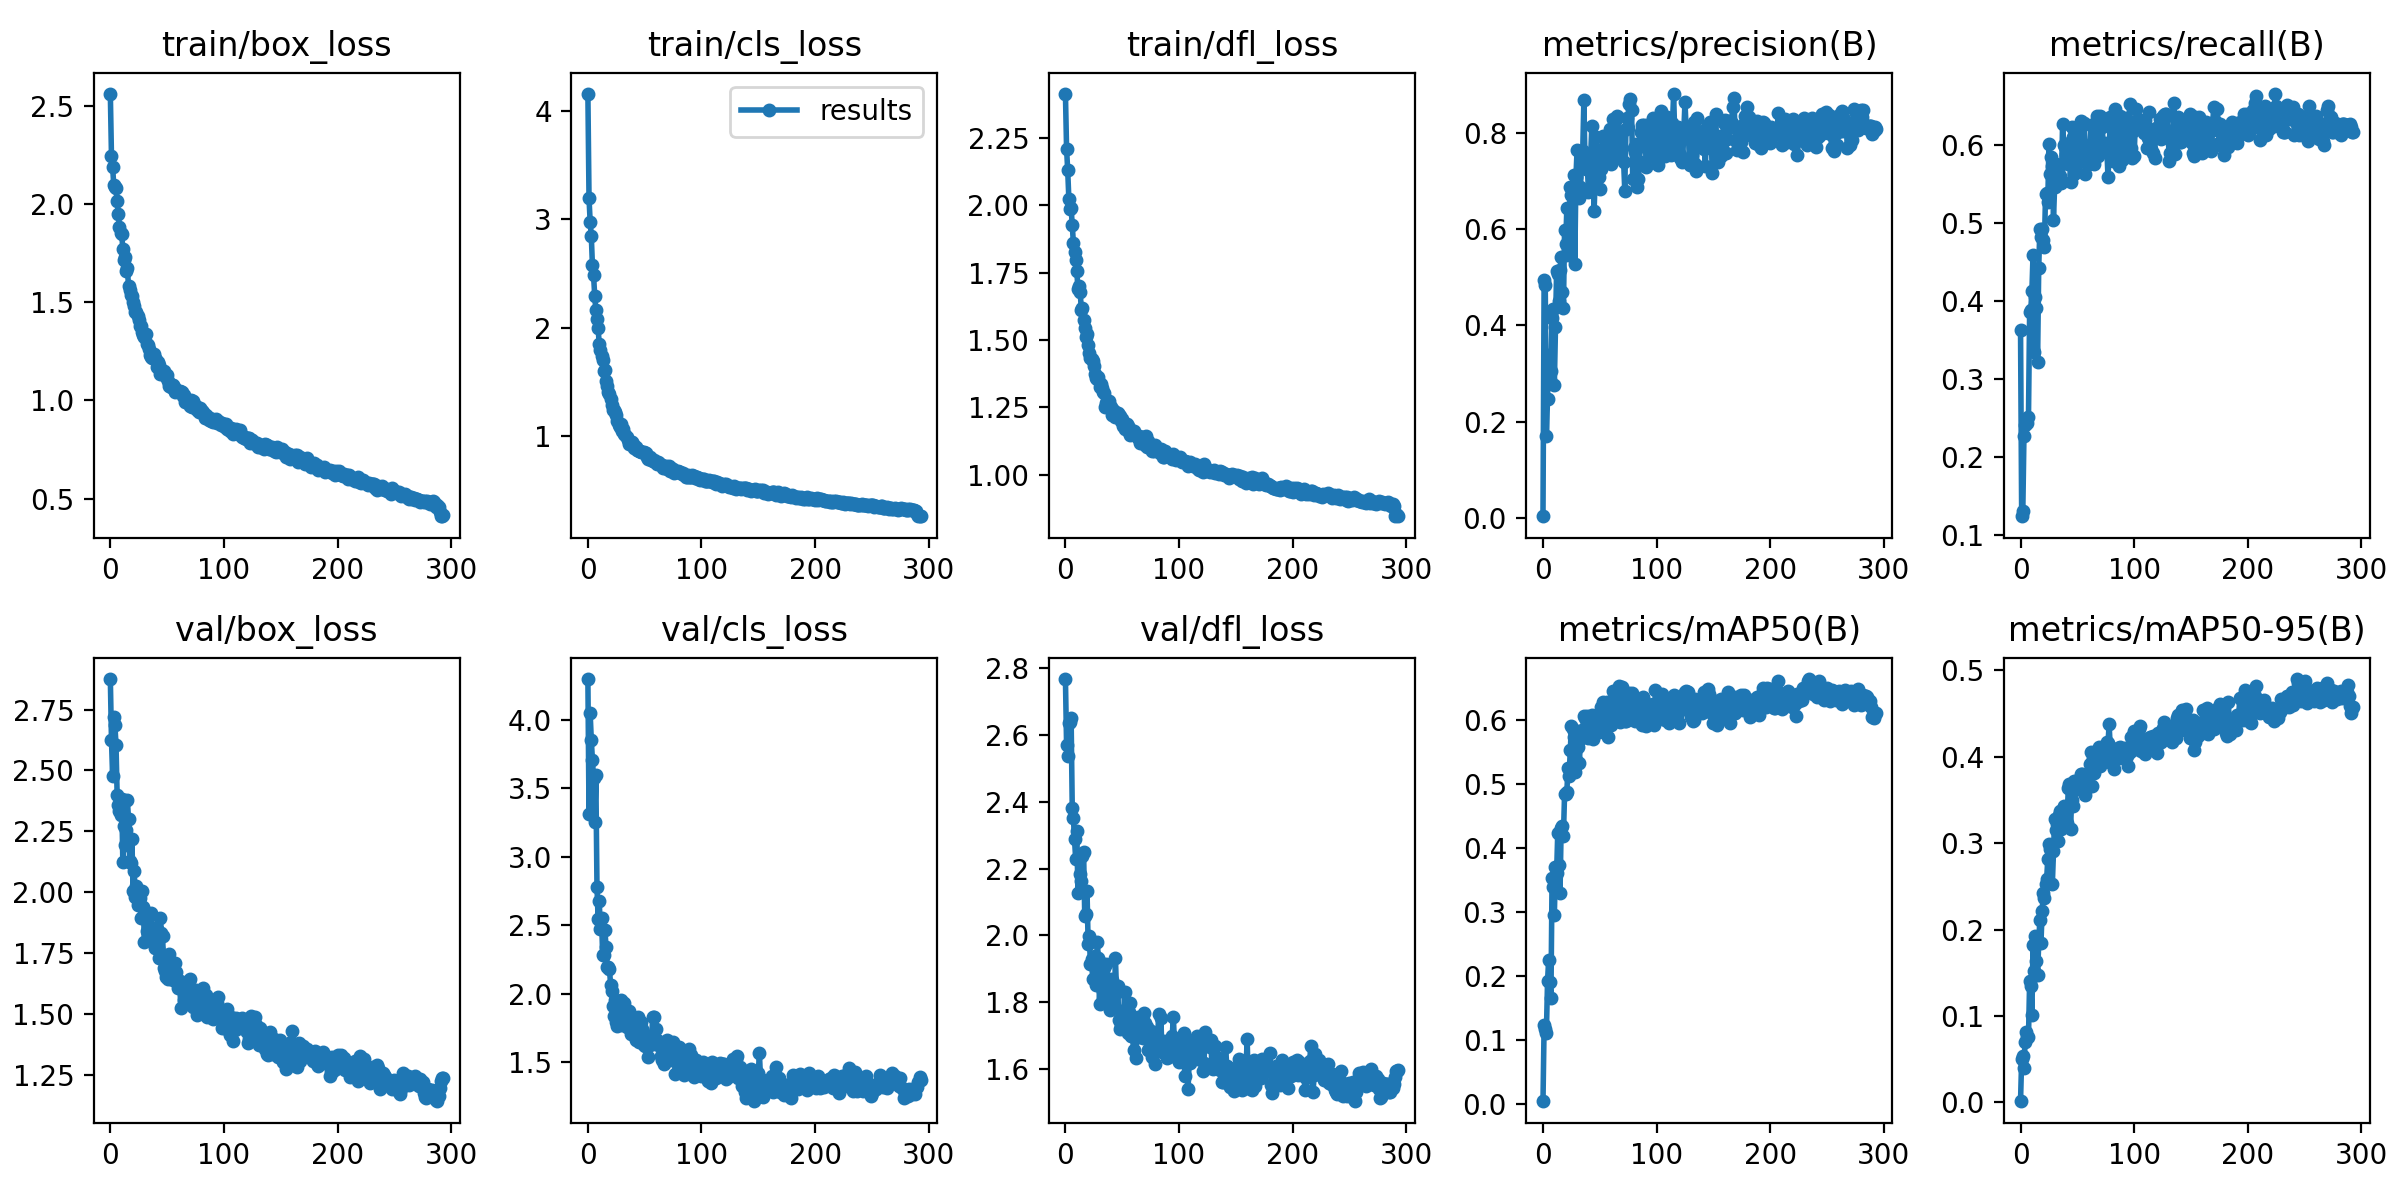 train/box_loss
train/cls_loss
train/dfl_loss
metrics/precision(B)
metrics/recall(B)
2.5
2.0
1.5
1.0
0.5
0 100 200 300
results
4
3
2
1
0 100 200 300
2.25
2.00
1.75
1.50
1.25
1.00
0 100 200 300
0.8
0.6
0.4
0.2
0.0
0 100 200 300
0.6
0.5
0.4
0.3
0.2
0.1
0 100 200 300
val/box_loss
val/cls_loss
val/dfl_loss
metrics/mAP50(B)
metrics/mAP50-95(B)
2.75
2.50
2.25
2.00
1.75
1.50
1.25
0 100 200 300
4.0
3.5
3.0
2.5
2.0
1.5
0 100 200 300
2.8
2.6
2.4
2.2
2.0
1.8
1.6
0 100 200 300
0.6
0.5
0.4
0.3
0.2
0.1
0.0
0 100 200 300
0.5
0.4
0.3
0.2
0.1
0.0
0 100 200 300